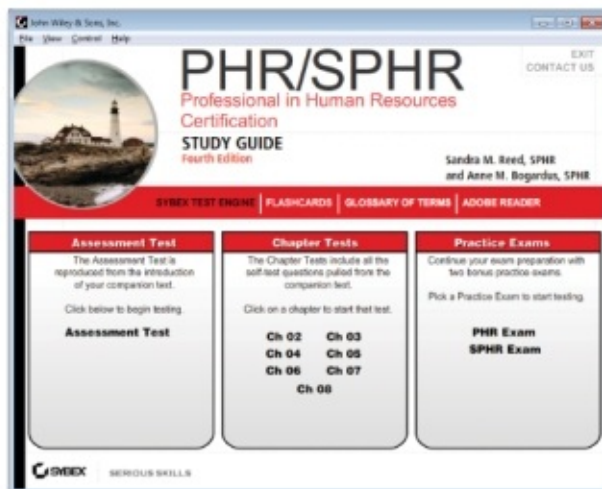 John Wiley & Sons, Inc.
File View Control Help
EXIT
CONTACT US
PHR/SPHR
Professional in Human Resources
Certification
STUDY GUIDE
Fourth Edition
Sandra M. Reed, SPHR
and Anne M. Bogardus, SPHR
SYBEX TEST ENGINE | FLASHCARDS | GLOSSARY OF TERMS | ADOBE READER
Assessment Test
The Assessment Test is
reproduced from the introduction
of your companion text.
Click below to begin testing.
Assessment Test
Chapter Tests
The Chapter Tests include all the
self-test questions pulled from the
companion text.
Click on a chapter to start that test.
Ch 02 Ch 03
Ch 04 Ch 05
Ch 06 Ch 07
Ch 08
Practice Exams
Continue your exam preparation with
two bonus practice exams.
Pick a Practice Exam to start testing.
PHR Exam
SPHR Exam
SYBEX | SERIOUS SKILLS